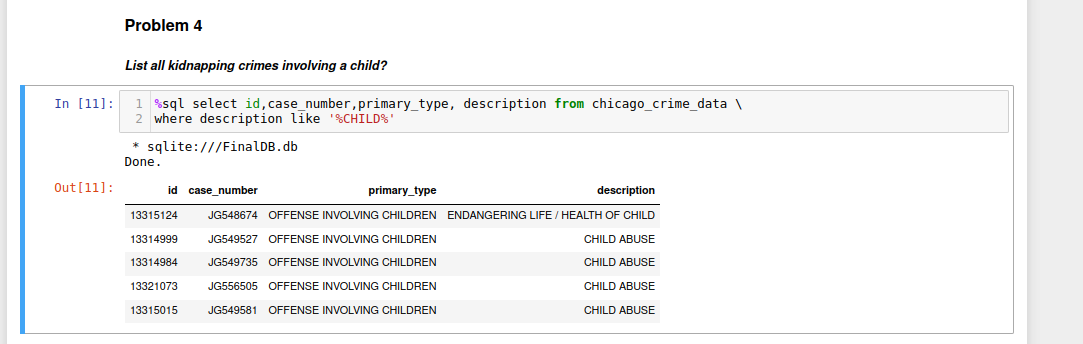 Problem 4
List all kidnapping crimes involving a child?
In [11]:
1 %sql select id,case_number,primary_type, description from chicago_crime_data \
2 where description like '%CHILD%'
* sqlite:///FinalDB.db
Done.
Out[11]:
id case_number primary_type description
13315124 JG548674 OFFENSE INVOLVING CHILDREN ENDANGERING LIFE / HEALTH OF CHILD
13314999 JG549527 OFFENSE INVOLVING CHILDREN CHILD ABUSE
13314984 JG549735 OFFENSE INVOLVING CHILDREN CHILD ABUSE
13321073 JG556505 OFFENSE INVOLVING CHILDREN CHILD ABUSE
13315015 JG549581 OFFENSE INVOLVING CHILDREN CHILD ABUSE